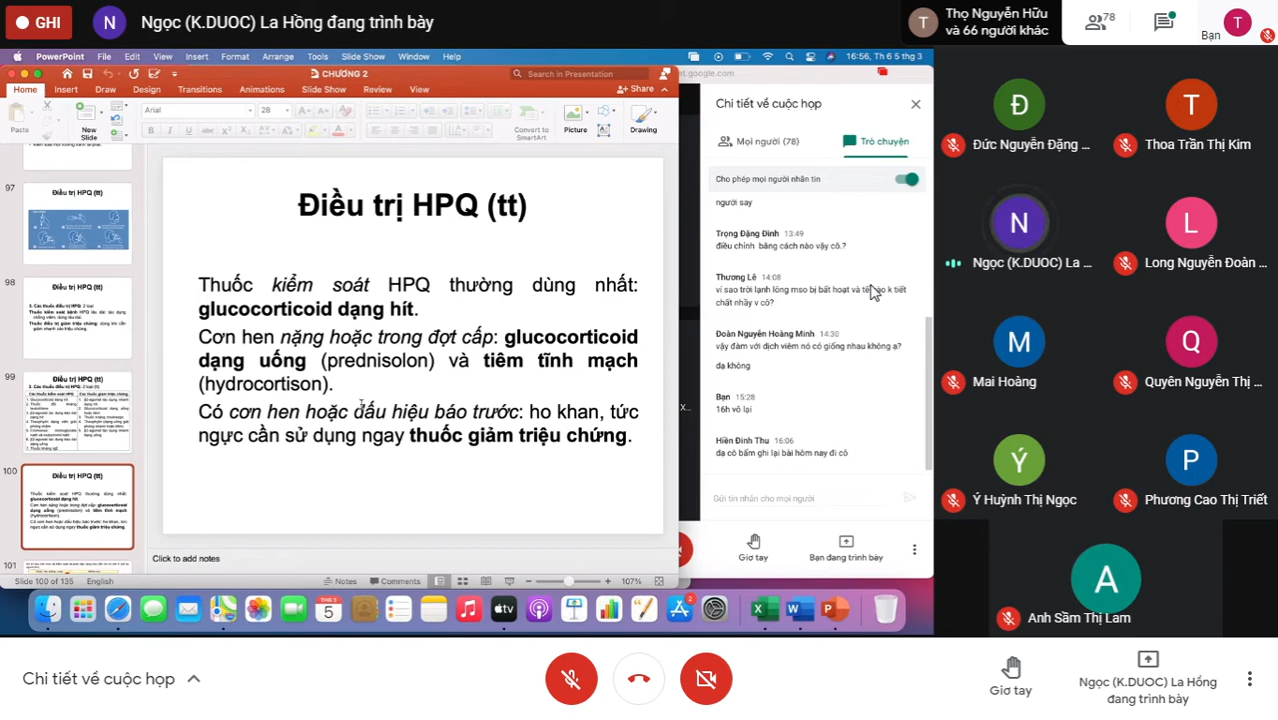 GHI
N
Ngọc (K.DUOC) La Hồng đang trình bày
T
Thọ Nguyễn Hữu
và 66 người khác
78
Bạn
T
PowerPoint File Edit View Insert Format Arrange Tools Slide Show Window Help
16:56, Th 6 5 thg 3
CHƯƠNG 2
Search in Presentation
Home Insert Draw Design Transitions Animations Slide Show Review View
Share
Paste
New
Slide
Arial
28
Convert to
SmartArt
Picture
Drawing
97
Điều trị HPQ (tt)
98
Điều trị HPQ (tt)
99
Điều trị HPQ (tt)
100
Điều trị HPQ (tt)
101
Điều trị HPQ (tt)
Thuốc kiểm soát HPQ thường dùng nhất:
glucocorticoid dạng hít.
Cơn hen nặng hoặc trong đợt cấp: glucocorticoid
dạng uống (prednisolon) và tiêm tĩnh mạch
(hydrocortison).
Có cơn hen hoặc dấu hiệu báo trước: ho khan, tức
ngực cần sử dụng ngay thuốc giảm triệu chứng.
Click to add notes
Slide 100 of 135 English
Notes Comments
107%
Chi tiết về cuộc họp
Mọi người (78)
Trò chuyện
Cho phép mọi người nhắn tin
người say
Trọng Đặng Đình 13:49
điều chỉnh bằng cách nào vậy cô.?
Thương Lê 14:08
chất nhầy v cô?
Đoàn Nguyễn Hoàng Minh 14:30
vậy đàm với dịch viêm nó có giống nhau không ạ?
dạ không
Bạn 15:28
16h vô lại
Hiền Đinh Thu 16:06
dạ cô bấm ghi lại bài hôm nay đi cô
Gửi tin nhắn cho mọi người
Giơ tay
Bạn đang trình bày
THG 3
5
tv
2
Đ
Đức Nguyễn Đặng ...
T
Thoa Trần Thị Kim
N
Ngọc (K.DUOC) La ...
L
Long Nguyễn Đoàn ...
M
Mai Hoàng
Q
Quyên Nguyễn Thị ...
Ý
Ý Huỳnh Thị Ngọc
P
Phương Cao Thị Triết
A
Anh Sầm Thị Lam
Chi tiết về cuộc họp
Giơ tay
Ngọc (K.DUOC) La Hồng
đang trình bày